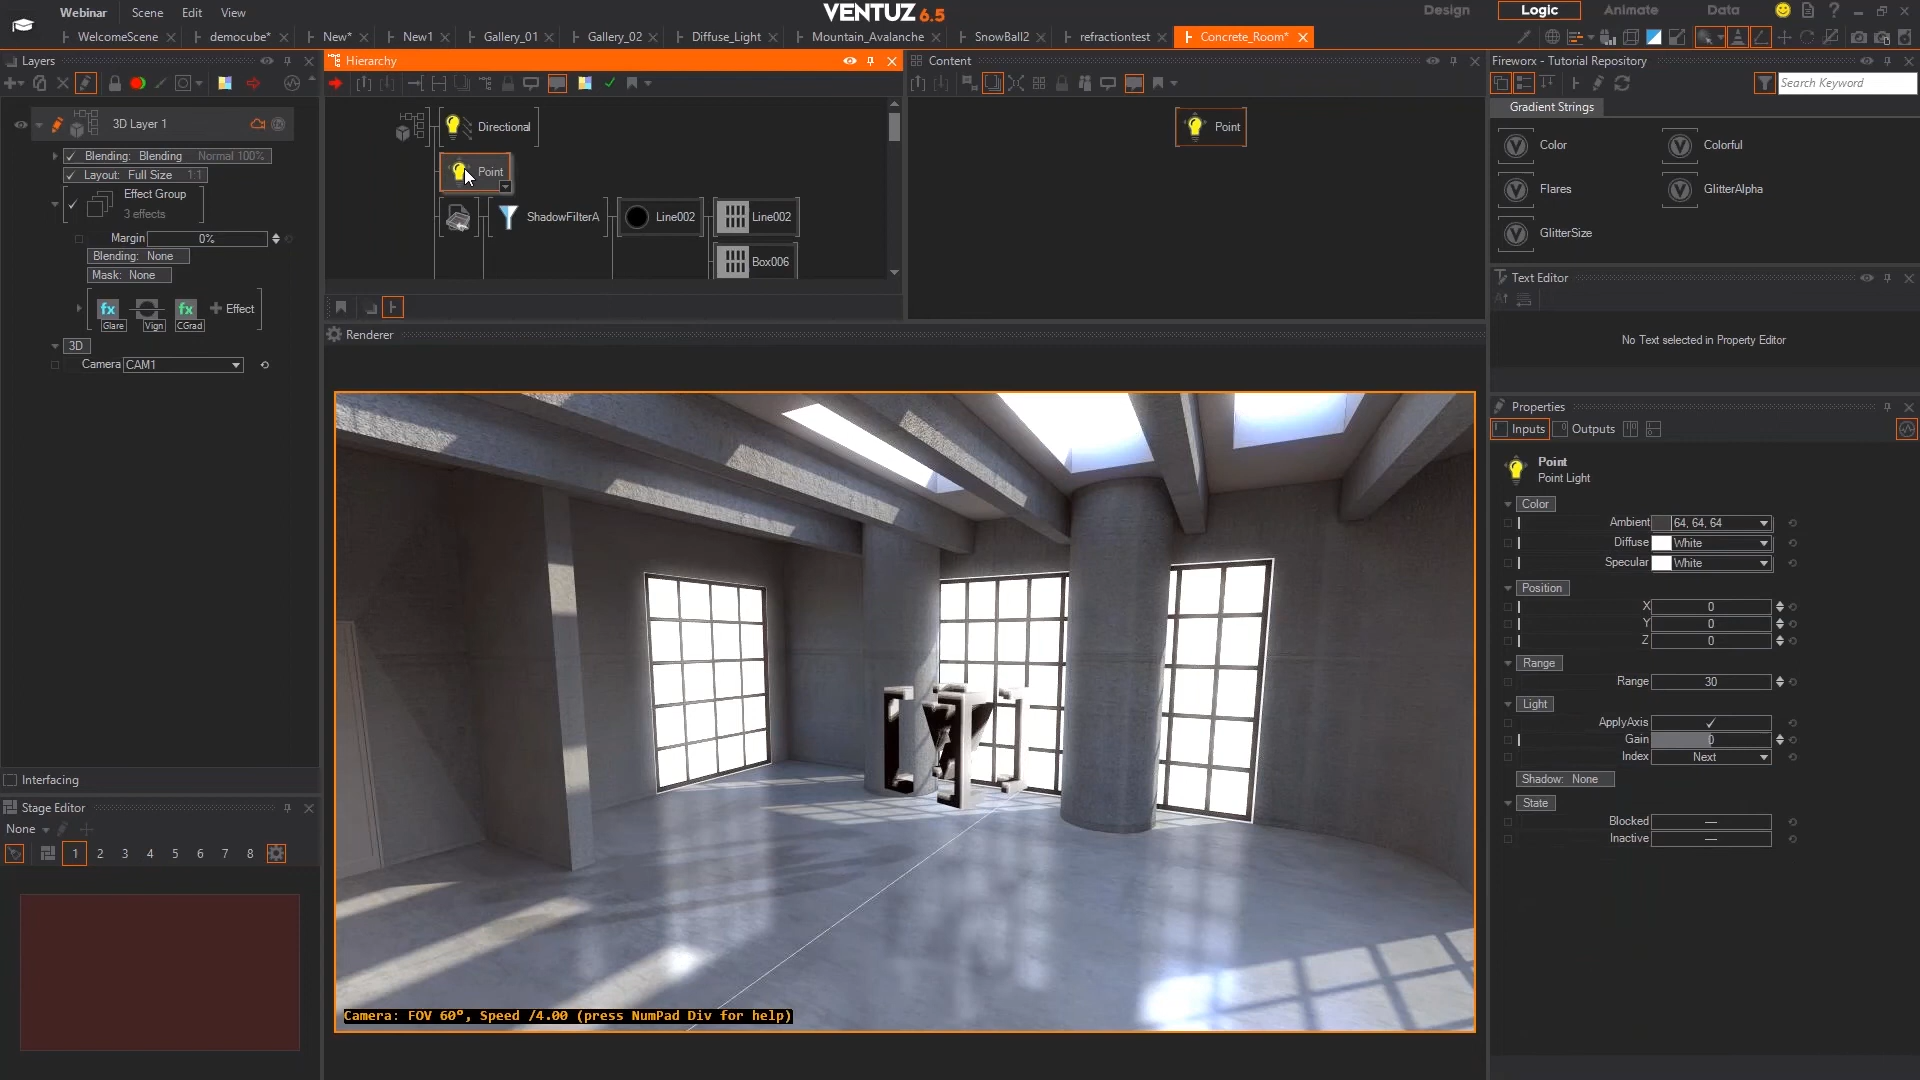 Webinar Scene Edit View VENTUZ 6.5 Design Logic Animate Data
WelcomeScene democube* New* New1 Gallery_01 Gallery_02 Diffuse_Light Mountain_Avalanche SnowBall2 refractiontest Concrete_Room*
Layers
Hierarchy
Content
Fireworx - Tutorial Repository
Search Keyword
Gradient Strings
Color
Colorful
Flares
GlitterAlpha
GlitterSize
3D Layer 1
Blending: Blending Normal 100%
Layout: Full Size 1:1
Effect Group
3 effects
Margin 0%
Blending: None
Mask: None
fx fx Effect
Glare Vign CGrad
3D
Camera CAM1
Directional
Point
ShadowFilterA
Line002
Line002
Box006
Point
Text Editor
No Text selected in Property Editor
Renderer
Camera: FOV 60º, Speed /4.00 (press NumPad Div for help)
Properties
Inputs Outputs
Point
Point Light
Color
Ambient 64, 64, 64
Diffuse White
Specular White
Position
X 0
Y 0
Z 0
Range
Range 30
Light
ApplyAxis
Gain 0
Index Next
Shadow: None
State
Blocked
Inactive
Interfacing
Stage Editor
None
1 2 3 4 5 6 7 8